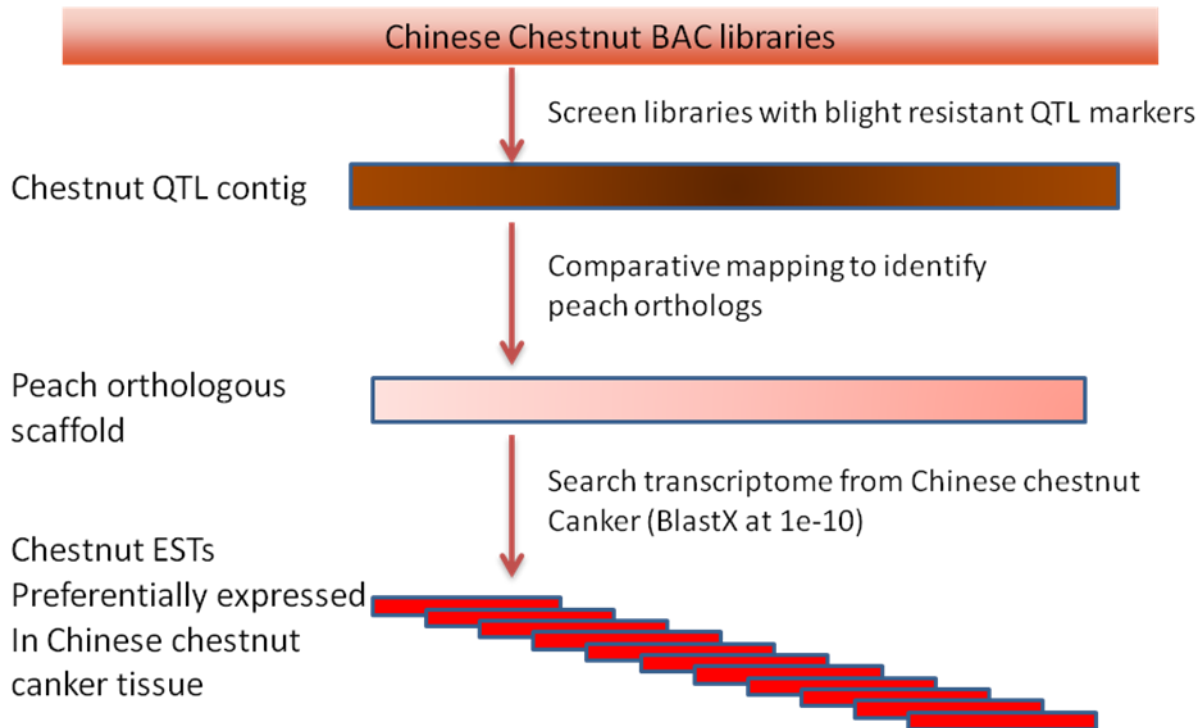 Chinese Chestnut BAC libraries
Screen libraries with blight resistant QTL markers
Chestnut QTL contig
Comparative mapping to identify
peach orthologs
Peach orthologous
scaffold
Search transcriptome from Chinese chestnut
Canker (BlastX at 1e-10)
Chestnut ESTs
Preferentially expressed
In Chinese chestnut
canker tissue